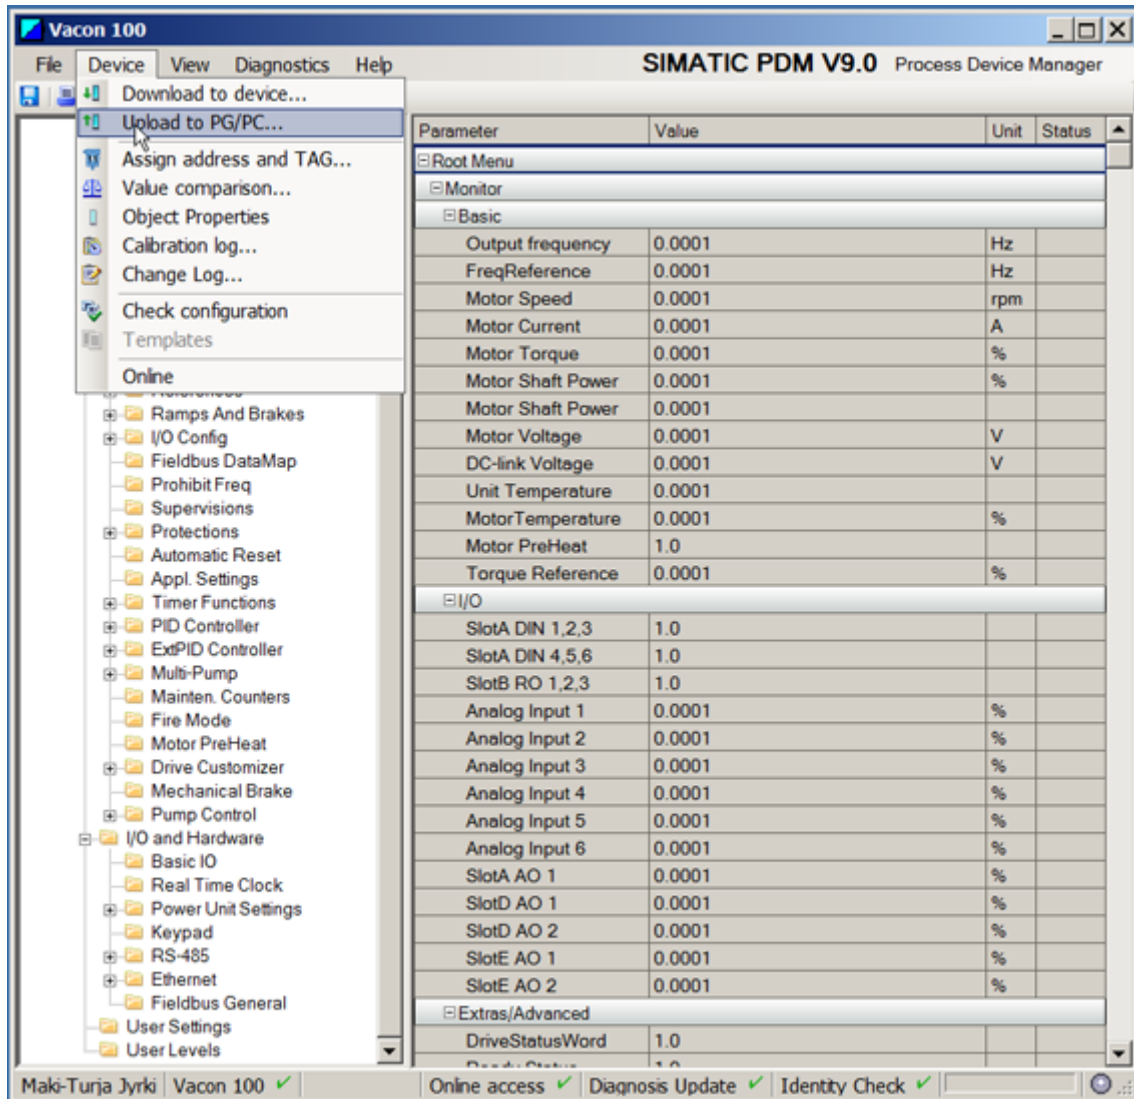 Vacon 100
File Device View Diagnostics Help SIMATIC PDM V9.0 Process Device Manager
Download to device...
Upload to PG/PC...
Assign address and TAG...
Value comparison...
Object Properties
Calibration log...
Change Log...
Check configuration
Templates
Online
References
Ramps And Brakes
I/O Config
Fieldbus DataMap
Prohibit Freq
Supervisions
Protections
Automatic Reset
Appl. Settings
Timer Functions
PID Controller
ExtPID Controller
Multi-Pump
Mainten. Counters
Fire Mode
Motor PreHeat
Drive Customizer
Mechanical Brake
Pump Control
I/O and Hardware
Basic IO
Real Time Clock
Power Unit Settings
Keypad
RS-485
Ethernet
Fieldbus General
User Settings
User Levels
Parameter Value Unit Status
Root Menu
Monitor
Basic
Output frequency 0.0001 Hz
FreqReference 0.0001 Hz
Motor Speed 0.0001 rpm
Motor Current 0.0001 A
Motor Torque 0.0001 %
Motor Shaft Power 0.0001 %
Motor Shaft Power 0.0001
Motor Voltage 0.0001 V
DC-link Voltage 0.0001 V
Unit Temperature 0.0001
MotorTemperature 0.0001 %
Motor PreHeat 1.0
Torque Reference 0.0001 %
I/O
SlotA DIN 1,2,3 1.0
SlotA DIN 4,5,6 1.0
SlotB RO 1,2,3 1.0
Analog Input 1 0.0001 %
Analog Input 2 0.0001 %
Analog Input 3 0.0001 %
Analog Input 4 0.0001 %
Analog Input 5 0.0001 %
Analog Input 6 0.0001 %
SlotA AO 1 0.0001 %
SlotD AO 1 0.0001 %
SlotD AO 2 0.0001 %
SlotE AO 1 0.0001 %
SlotE AO 2 0.0001 %
Extras/Advanced
DriveStatusWord 1.0
Maki-Turja Jyrki Vacon 100 Online access Diagnosis Update Identity Check